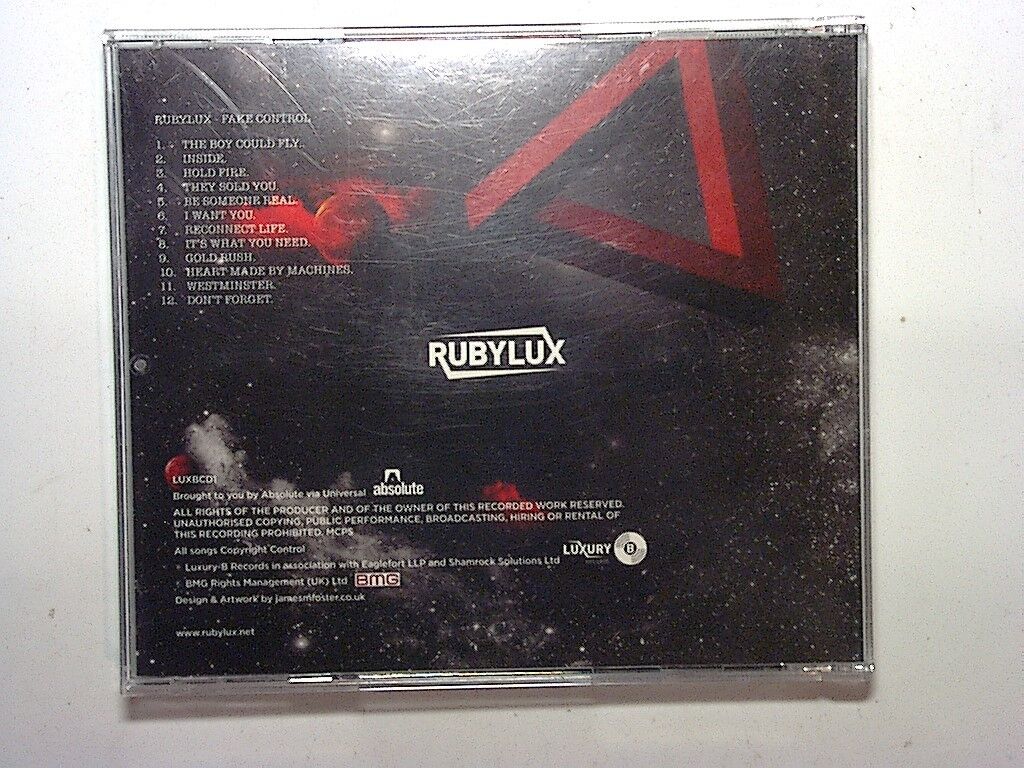 RUBYLUX - FAKE CONTROL
1. THE BOY COULD FLY.
2. INSIDE.
3. HOLD FIRE.
4. THEY SOLD YOU.
5. BE SOMEONE REAL.
6. I WANT YOU.
7. RECONNECT LIFE.
8. IT'S WHAT YOU NEED.
9. GOLD RUSH.
10. HEART MADE BY MACHINES.
11. WESTMINSTER.
12. DON'T FORGET.
RUBYLUX
LUXBCD1
Brought to you by Absolute via Universal absolute
ALL RIGHTS OF THE PRODUCER AND OF THE OWNER OF THIS RECORDED WORK RESERVED.
UNAUTHORISED COPYING, PUBLIC PERFORMANCE, BROADCASTING, HIRING OR RENTAL OF
THIS RECORDING PROHIBITED. MCPS
All songs Copyright Control
LUXURY B
RECORDS
Luxury-B Records in association with Eaglefort LLP and Shamrock Solutions Ltd
BMG Rights Management (UK) Ltd BMG
Design & Artwork by jamesmfoster.co.uk
www.rubylux.net